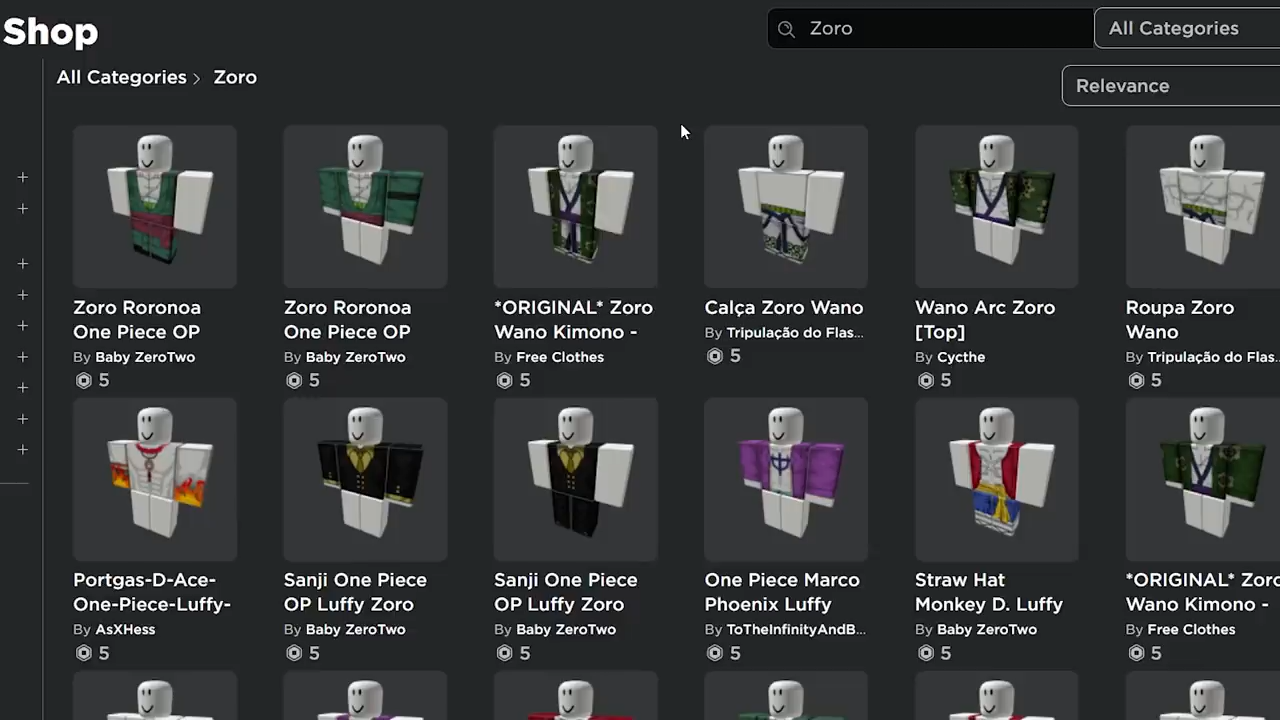 Shop
Zoro
All Categories
All Categories > Zoro
Relevance
Zoro Roronoa
One Piece OP
By Baby ZeroTwo
5
Zoro Roronoa
One Piece OP
By Baby ZeroTwo
5
*ORIGINAL* Zoro
Wano Kimono -
By Free Clothes
5
Calça Zoro Wano
By Tripulação do Flas...
5
Wano Arc Zoro
[Top]
By Cycthe
5
Roupa Zoro
Wano
By Tripulação do Flas...
5
Portgas-D-Ace-
One-Piece-Luffy-
By AsXHess
5
Sanji One Piece
OP Luffy Zoro
By Baby ZeroTwo
5
Sanji One Piece
OP Luffy Zoro
By Baby ZeroTwo
5
One Piece Marco
Phoenix Luffy
By ToTheInfinityAndB...
5
Straw Hat
Monkey D. Luffy
By Baby ZeroTwo
5
*ORIGINAL* Zoro
Wano Kimono -
By Free Clothes
5